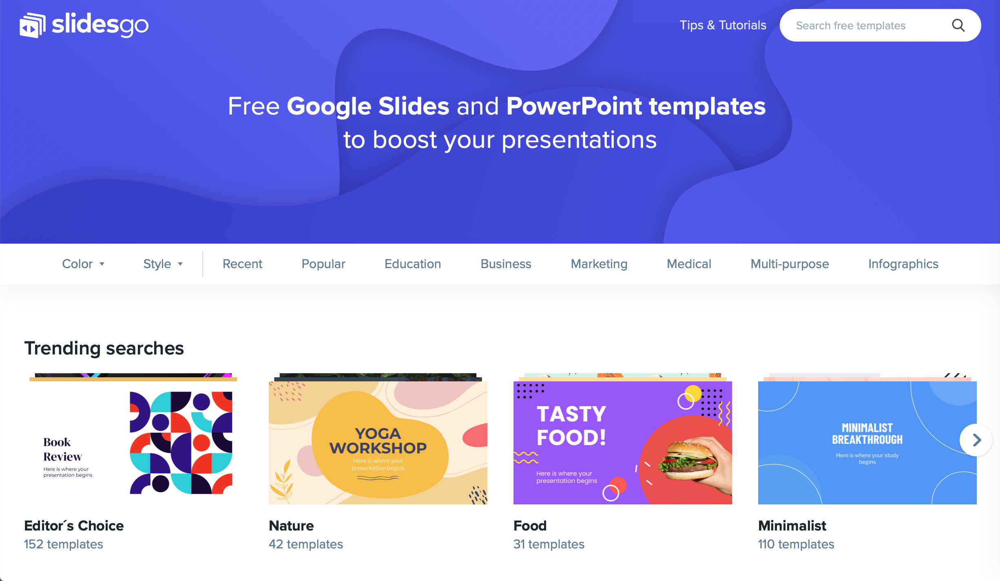 slidesgo
Tips & Tutorials
Search free templates
Free Google Slides and PowerPoint templates
to boost your presentations
Color
Style
Recent
Popular
Education
Business
Marketing
Medical
Multi-purpose
Infographics
Trending searches
Book
Review
Here is where your
presentation begins
Editor´s Choice
152 templates
YOGA
WORKSHOP
Here is where your
presentation begins
Nature
42 templates
TASTY
FOOD!
Here is where your
presentation begins
Food
31 templates
MINIMALIST
BREAKTHROUGH
Here is where your study
begins
Minimalist
110 templates